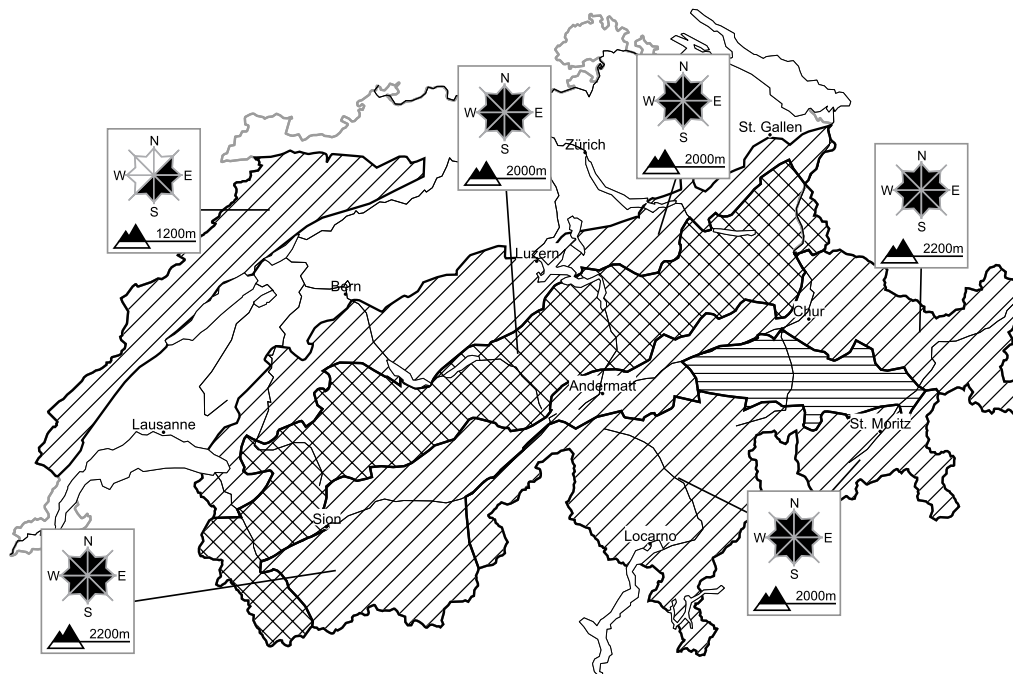 N
W E
S
2000m
N
W E
S
2000m
St. Gallen
Zürich
N
W E
S
1200m
N
W E
S
2200m
Luzern
Bern
Chur
Andermatt
Lausanne
St. Moritz
Sion
Locarno
N
W E
S
2000m
N
W E
S
2200m